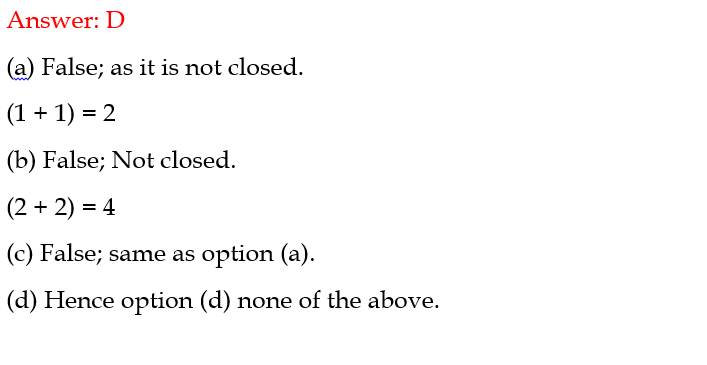 Answer: D
(a) False; as it is not closed.
(1 + 1) = 2
(b) False; Not closed.
(2 + 2) = 4
(c) False; same as option (a).
(d) Hence option (d) none of the above.